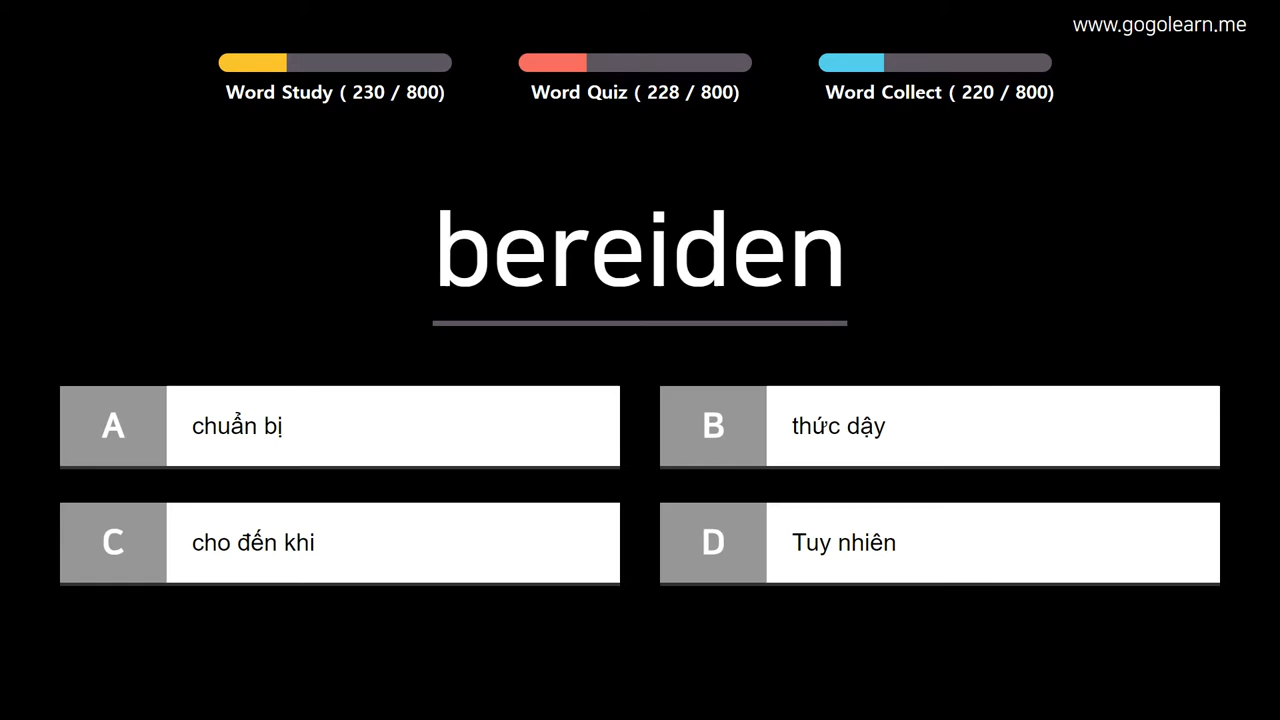 www.gogolearn.me
Word Study ( 230 / 800)
Word Quiz ( 228 / 800)
Word Collect ( 220 / 800)
bereiden
A chuẩn bị
B thức dậy
C cho đến khi
D Tuy nhiên